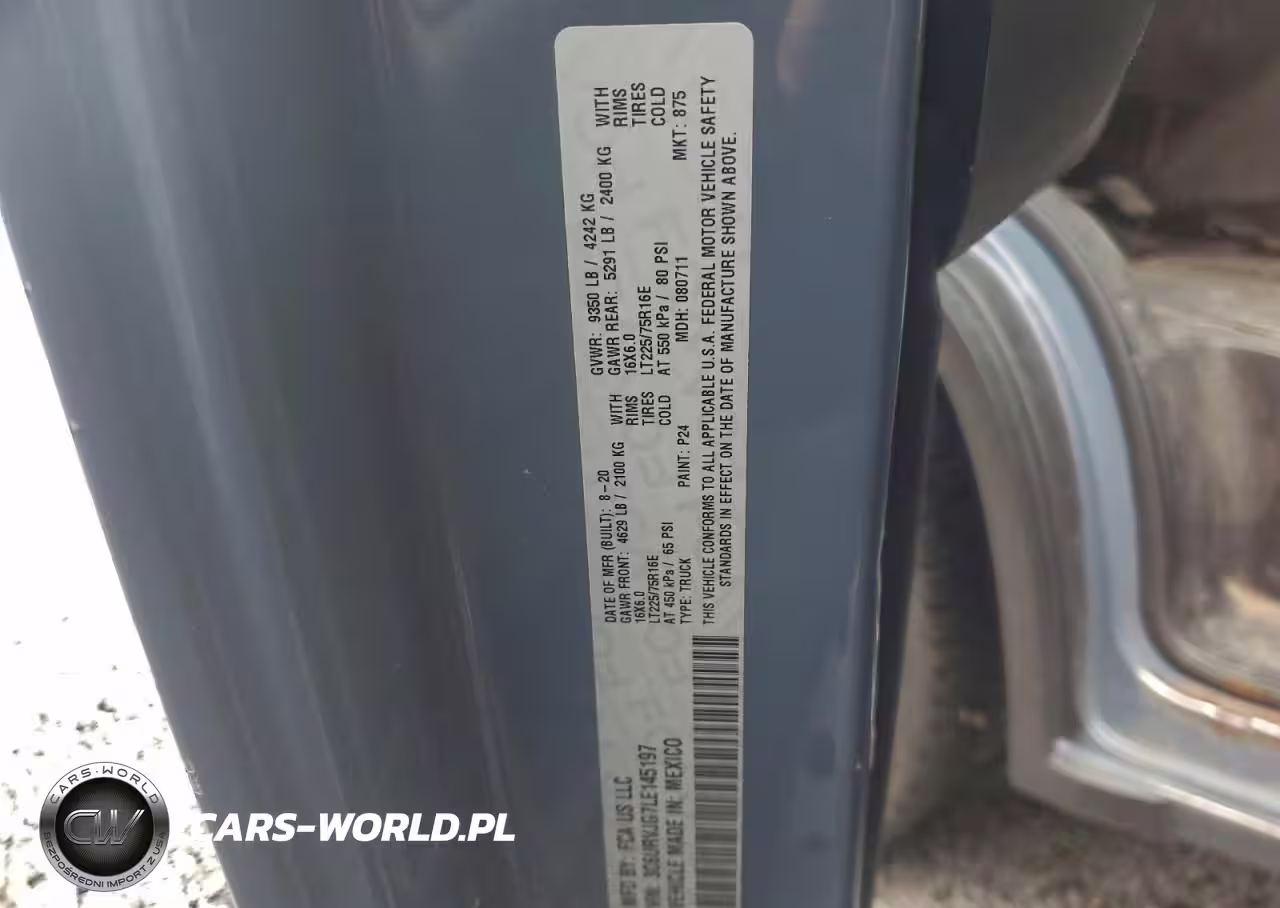 MFD BY: FCA US LLC
VIN: 3C6URVJG7LE145197
VEHICLE MADE IN: MEXICO
DATE OF MFR (BUILT): 8-20
GAWR FRONT: 4629 LB / 2100 KG WITH
16X6.0 RIMS
LT225/75R16E TIRES
AT 450 kPa / 65 PSI COLD
TYPE: TRUCK
PAINT: P24
GVWR: 9350 LB / 4242 KG
GAWR REAR: 5291 LB / 2400 KG WITH
16X6.0 RIMS
LT225/75R16E TIRES
AT 550 kPa / 80 PSI COLD
MDH: 080711
MKT: 875
THIS VEHICLE CONFORMS TO ALL APPLICABLE U.S.A. FEDERAL MOTOR VEHICLE SAFETY
STANDARDS IN EFFECT ON THE DATE OF MANUFACTURE SHOWN ABOVE.
CARS-WORLD
CW
BEZPOŚREDNI IMPORT Z USA
CARS-WORLD.PL